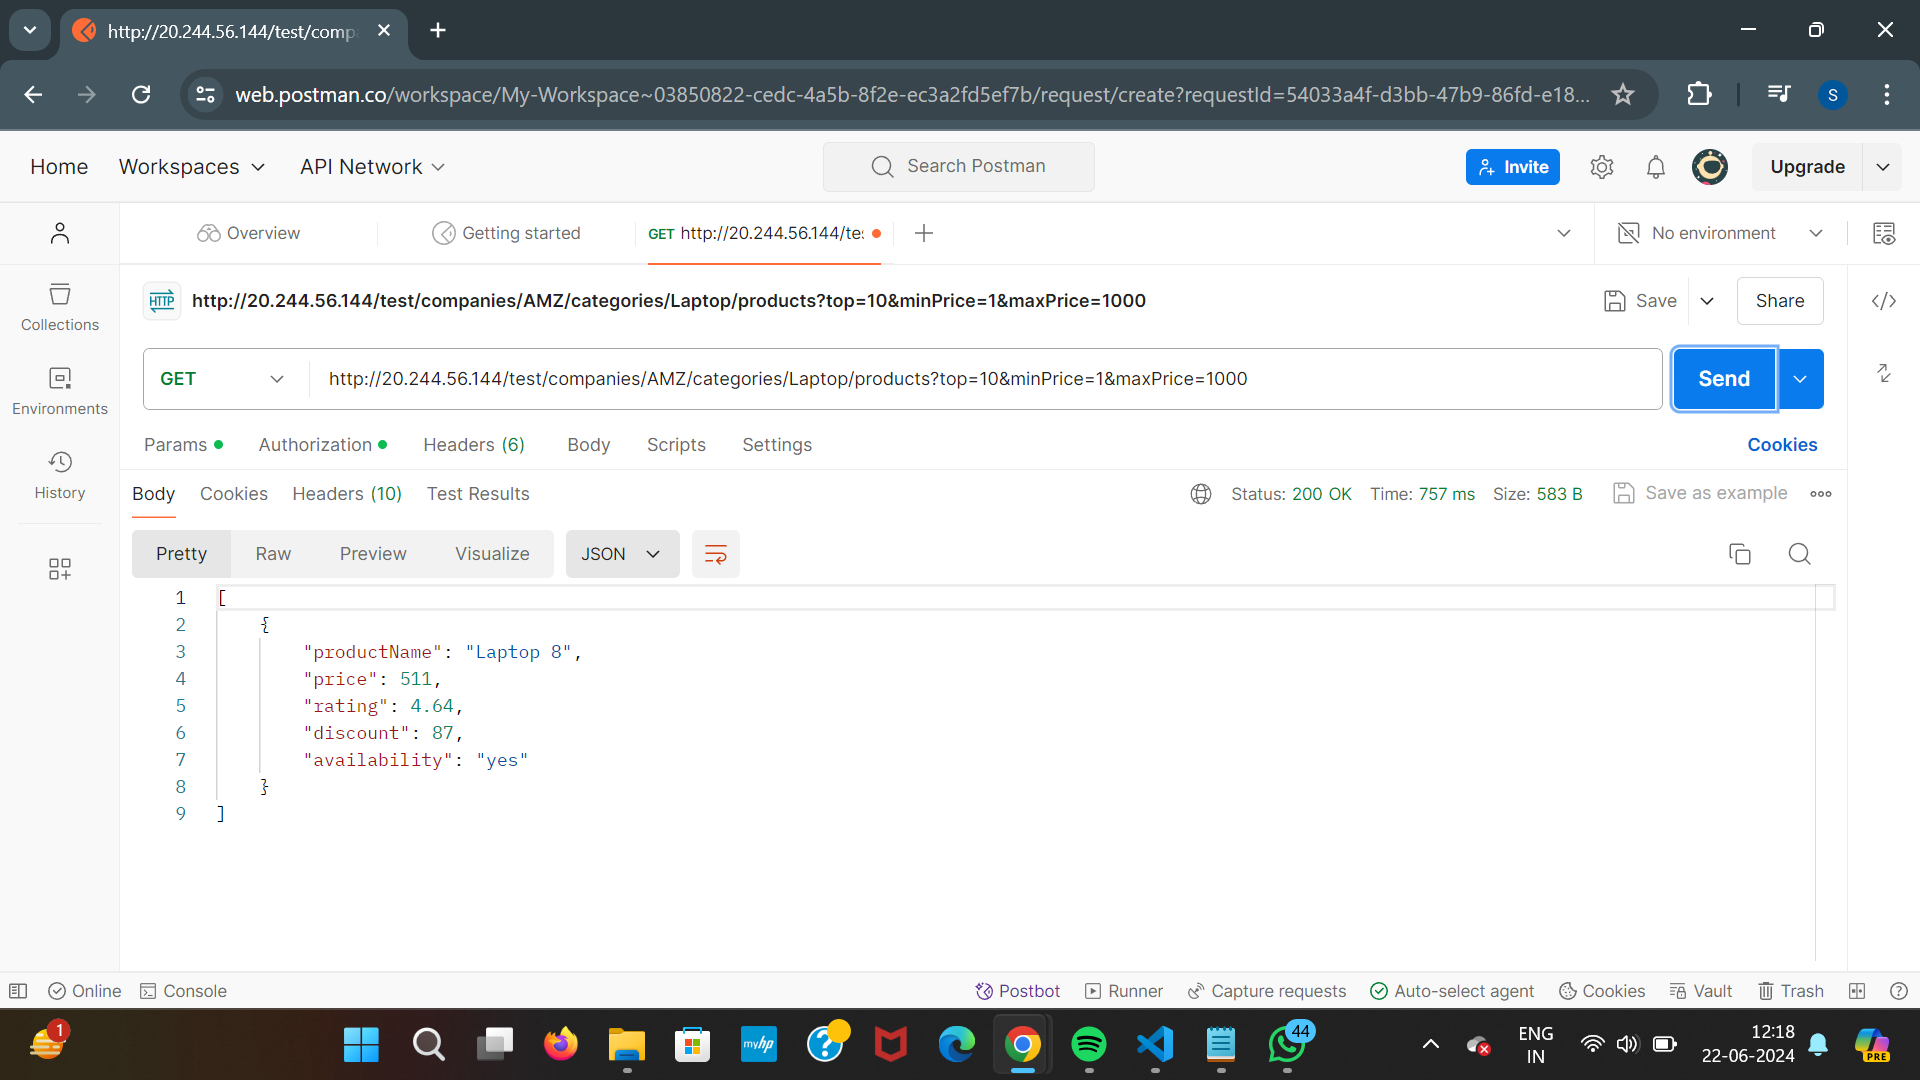 http://20.244.56.144/test/comp
web.postman.co/workspace/My-Workspace~03850822-cedc-4a5b-8f2e-ec3a2fd5ef7b/request/create?requestId=54033a4f-d3bb-47b9-86fd-e18...
S
Home Workspaces API Network Search Postman Invite Upgrade
Overview Getting started GET http://20.244.56.144/tes No environment
HTTP http://20.244.56.144/test/companies/AMZ/categories/Laptop/products?top=10&minPrice=1&maxPrice=1000 Save Share
Collections
GET http://20.244.56.144/test/companies/AMZ/categories/Laptop/products?top=10&minPrice=1&maxPrice=1000 Send
Environments
Params Authorization Headers (6) Body Scripts Settings Cookies
History
Body Cookies Headers (10) Test Results Status: 200 OK Time: 757 ms Size: 583 B Save as example
Pretty Raw Preview Visualize JSON
1 [
2 {
3 "productName": "Laptop 8",
4 "price": 511,
5 "rating": 4.64,
6 "discount": 87,
7 "availability": "yes"
8 }
9 ]
Online Console Postbot Runner Capture requests Auto-select agent Cookies Vault Trash
1 myhp 44 ENG 12:18
IN 22-06-2024 PRE